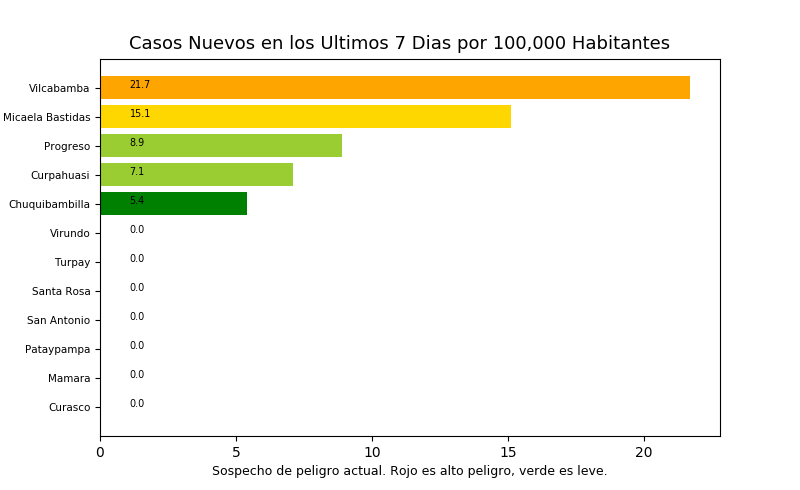 Casos Nuevos en los Ultimos 7 Dias por 100,000 Habitantes
Vilcabamba 21.7
Micaela Bastidas 15.1
Progreso 8.9
Curpahuasi 7.1
Chuquibambilla 5.4
Virundo 0.0
Turpay 0.0
Santa Rosa 0.0
San Antonio 0.0
Pataypampa 0.0
Mamara 0.0
Curasco 0.0
0 5 10 15 20
Sospecho de peligro actual. Rojo es alto peligro, verde es leve.